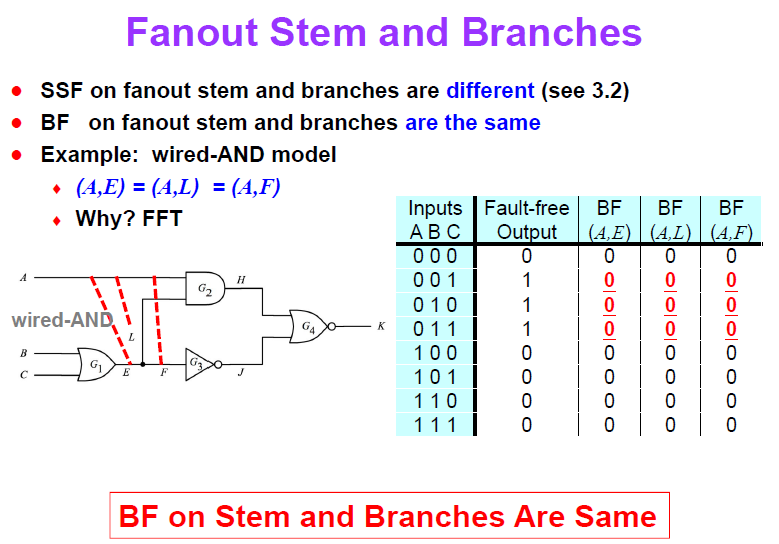 Fanout Stem and Branches
SSF on fanout stem and branches are different (see 3.2)
BF on fanout stem and branches are the same
Example: wired-AND model
(A,E) = (A,L) = (A,F)
Why? FFT
A
wired-AND
B
C
G1
E
L
F
G2
H
G3
J
G4
K
Inputs Fault-free BF BF BF
A B C Output (A,E) (A,L) (A,F)
0 0 0 0 0 0 0
0 0 1 1 0 0 0
0 1 0 1 0 0 0
0 1 1 1 0 0 0
1 0 0 0 0 0 0
1 0 1 0 0 0 0
1 1 0 0 0 0 0
1 1 1 0 0 0 0
BF on Stem and Branches Are Same